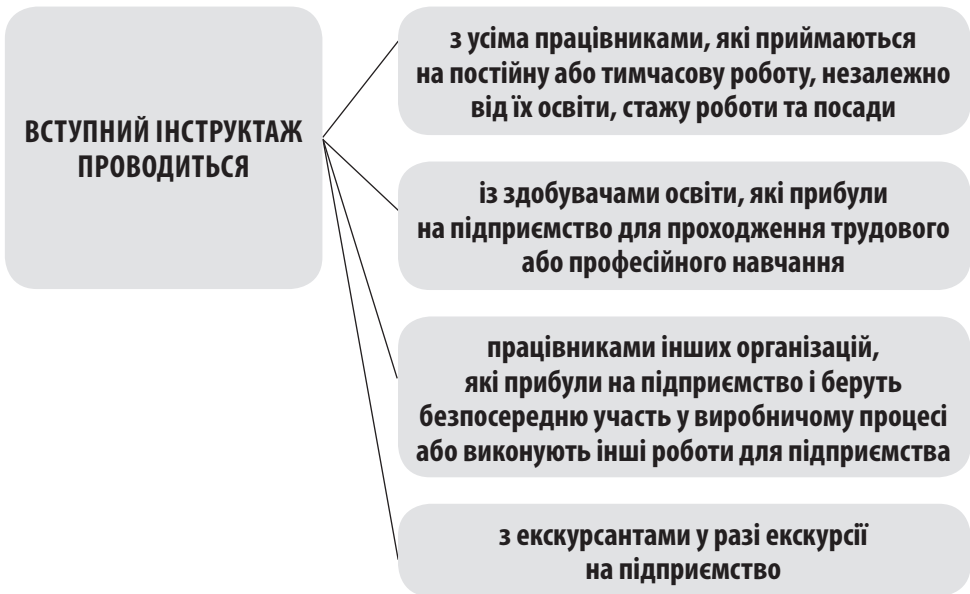 ВСТУПНИЙ ІНСТРУКТАЖ
ПРОВОДИТЬСЯ
з усіма працівниками, які приймаються
на постійну або тимчасову роботу, незалежно
від їх освіти, стажу роботи та посади
із здобувачами освіти, які прибули
на підприємство для проходження трудового
або професійного навчання
працівниками інших організацій,
які прибули на підприємство і беруть
безпосередню участь у виробничому процесі
або виконують інші роботи для підприємства
з екскурсантами у разі екскурсії
на підприємство